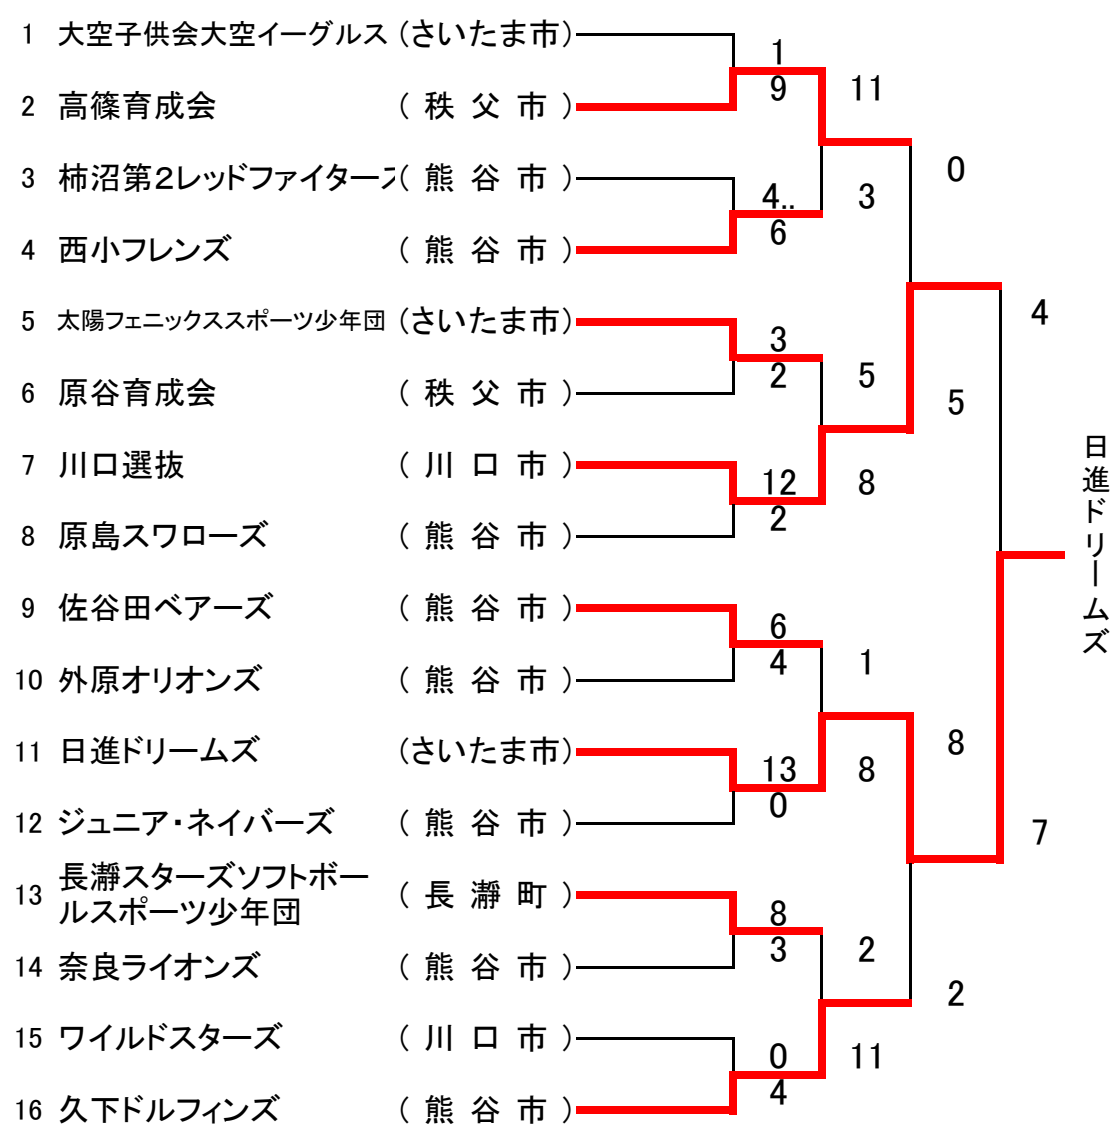 1 大空子供会大空イーグルス (さいたま市)
2 高篠育成会 ( 秩 父 市 )
3 柿沼第2レッドファイターズ ( 熊 谷 市 )
4 西小フレンズ ( 熊 谷 市 )
5 太陽フェニックススポーツ少年団 (さいたま市)
6 原谷育成会 ( 秩 父 市 )
7 川口選抜 ( 川 口 市 )
8 原島スワローズ ( 熊 谷 市 )
9 佐谷田ベアーズ ( 熊 谷 市 )
10 外原オリオンズ ( 熊 谷 市 )
11 日進ドリームズ (さいたま市)
12 ジュニア・ネイバーズ ( 熊 谷 市 )
13 長瀞スターズソフトボー
ルスポーツ少年団 ( 長 瀞 町 )
14 奈良ライオンズ ( 熊 谷 市 )
15 ワイルドスターズ ( 川 口 市 )
16 久下ドルフィンズ ( 熊 谷 市 )
1
9
4..
6
3
2
12
2
6
4
13
0
8
3
0
4
11
3
5
8
1
8
2
11
0
5
8
2
4
7
日進ドリームズ